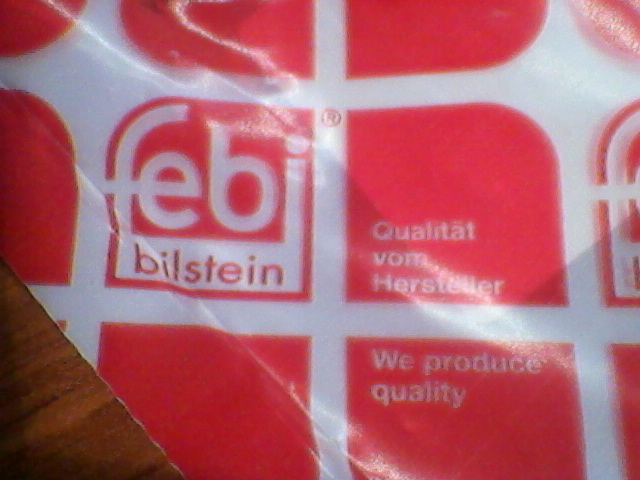 febi
®
bilstein
Qualität
vom
Hersteller
We produce
quality